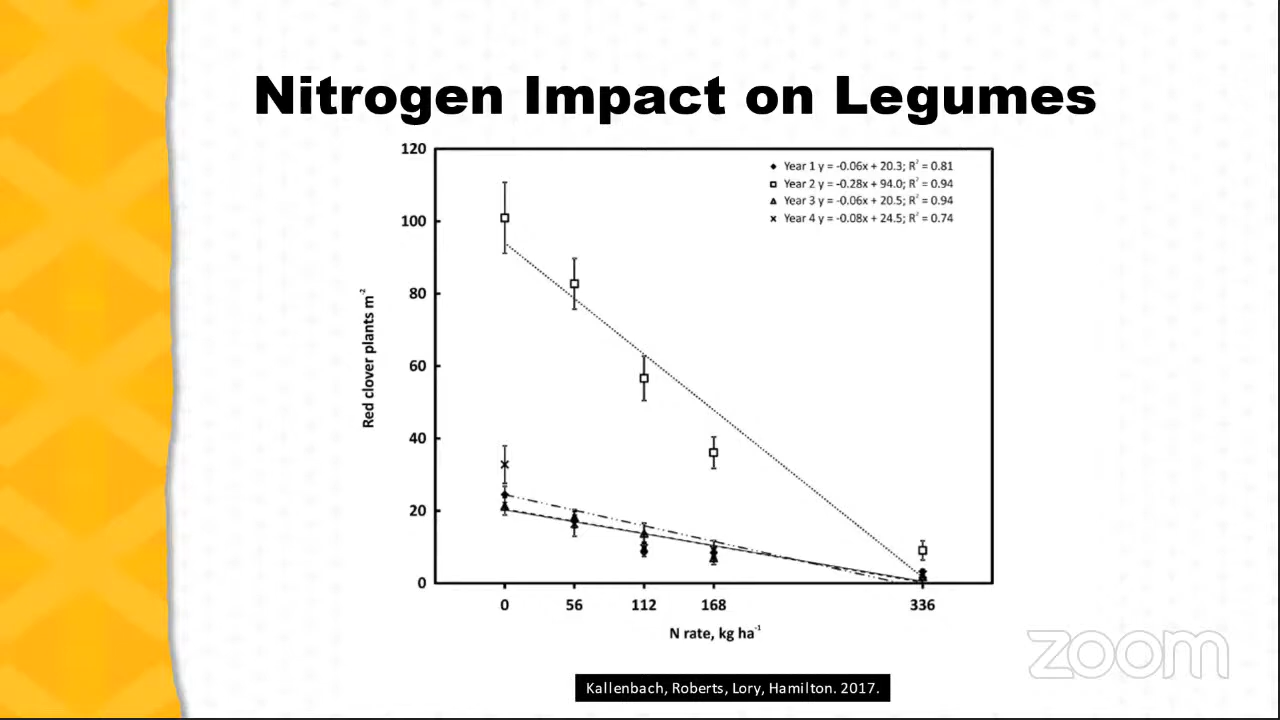 Nitrogen Impact on Legumes
120
100
80
60
40
20
0
Red clover plants m⁻²
Year 1 y = -0.06x + 20.3; R² = 0.81
Year 2 y = -0.28x + 94.0; R² = 0.94
Year 3 y = -0.06x + 20.5; R² = 0.94
Year 4 y = -0.08x + 24.5; R² = 0.74
0 56 112 168 336
N rate, kg ha⁻¹
zoom
Kallenbach, Roberts, Lory, Hamilton. 2017.